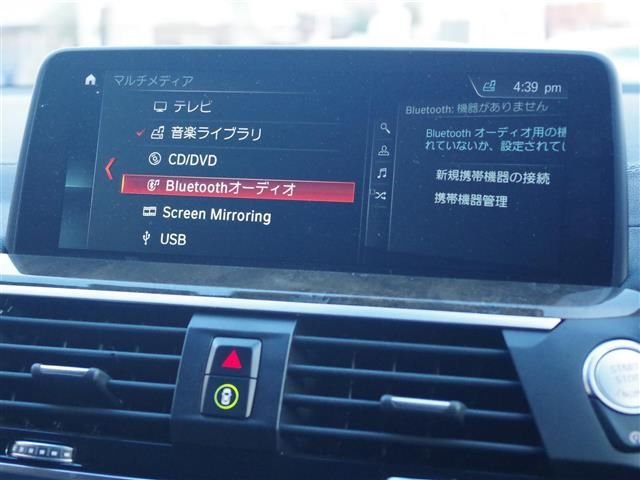 マルチメディア
4:39 pm
テレビ
音楽ライブラリ
CD/DVD
Bluetoothオーディオ
Screen Mirroring
USB
Bluetooth: 機器がありません
Bluetooth オーディオ用の機
れていないか、設定されてい
新規携帯機器の接続
携帯機器管理
START
STOP